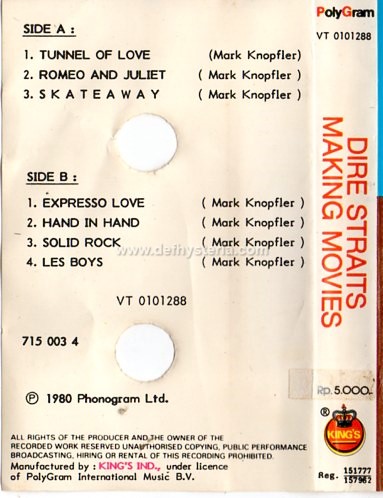 SIDE A :
1. TUNNEL OF LOVE (Mark Knopfler)
2. ROMEO AND JULIET ( Mark Knopfler )
3. S K A T E A W A Y ( Mark Knopfler )
SIDE B :
1. EXPRESSO LOVE ( Mark Knopfler )
2. HAND IN HAND ( Mark Knopfler )
3. SOLID ROCK ( Mark Knopfler )
www.defhysteria.com
4. LES BOYS ( Mark Knopfler )
VT 0101288
715 003 4
℗ 1980 Phonogram Ltd.
ALL RIGHTS OF THE PRODUCER AND THE OWNER OF THE
RECORDED WORK RESERVED UNAUTHORISED COPYING, PUBLIC PERFORMANCE
BROADCASTING, HIRING OR RENTAL OF THIS RECORDING PROHIBITED.
Manufactured by : KING'S IND., under licence
of PolyGram International Music B.V.
PolyGram
VT 0101288
DIRE STRAITS
MAKING MOVIES
Rp. 5.000.-
®
KING'S
Reg. 151777
157982